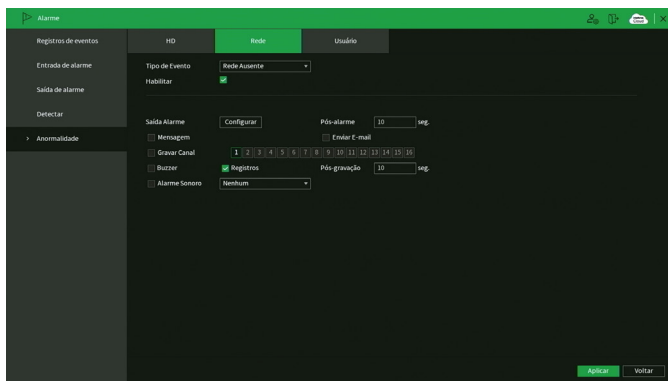 Alarme
Registros de eventos
Entrada de alarme
Saída de alarme
Detectar
> Anormalidade
HD Rede Usuário
Tipo de Evento Rede Ausente
Habilitar
Saída Alarme Configurar Pós-alarme 10 seg.
Mensagem Enviar E-mail
Gravar Canal 1 2 3 4 5 6 7 8 9 10 11 12 13 14 15 16
Buzzer Registros Pós-gravação 10 seg.
Alarme Sonoro Nenhum
Aplicar Voltar